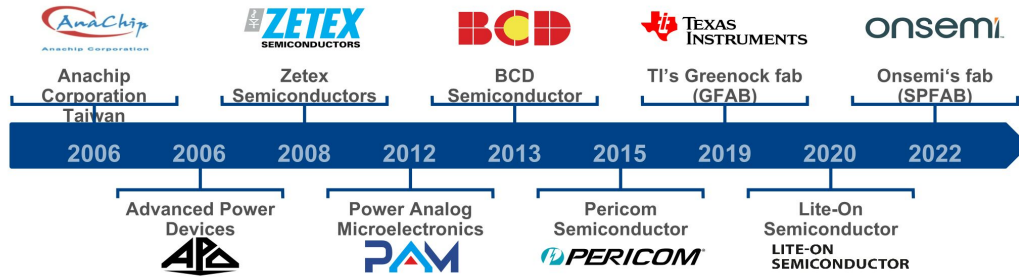 AnaChip
Anachip Corporation
ZETEX
SEMICONDUCTORS
BCD
TEXAS
INSTRUMENTS
onsemi
Anachip
Corporation
Taiwan
Zetex
Semiconductors
BCD
Semiconductor
TI's Greenock fab
(GFAB)
Onsemi‘s fab
(SPFAB)
2006 2006 2008 2012 2013 2015 2019 2020 2022
Advanced Power
Devices
APD
Power Analog
Microelectronics
PAM
Pericom
Semiconductor
PERICOM
Lite-On
Semiconductor
LITE-ON
SEMICONDUCTOR